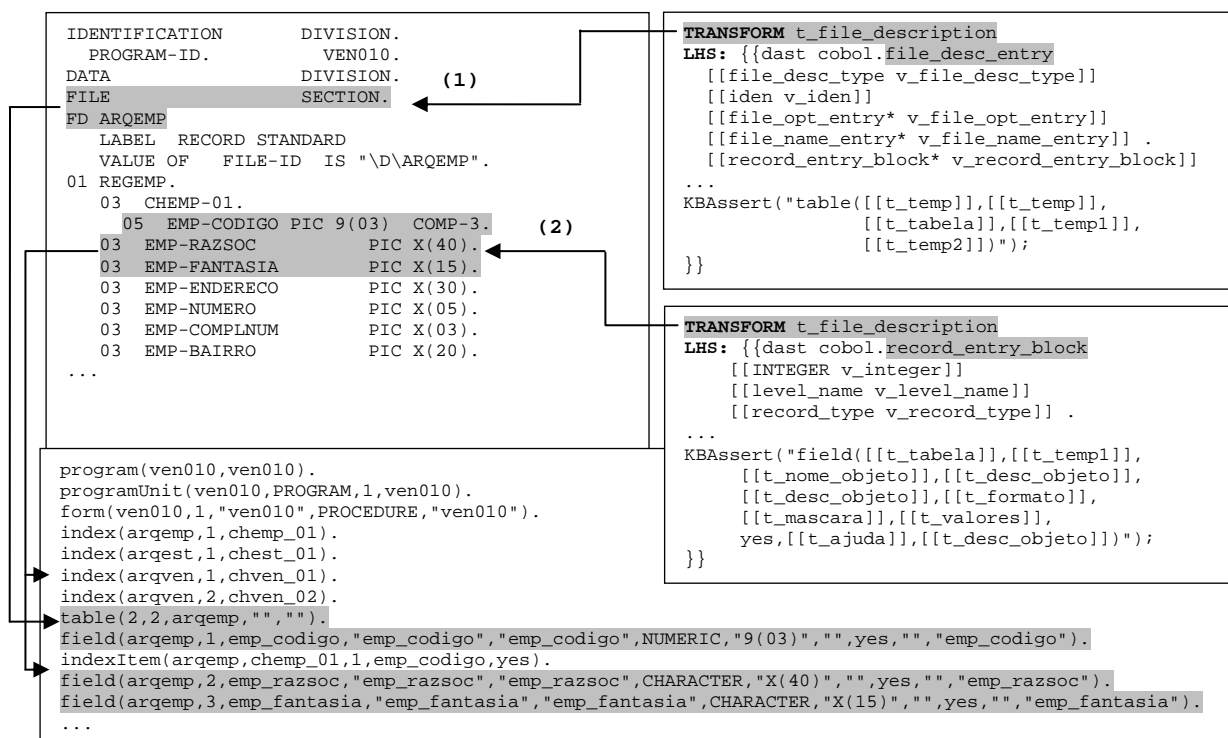 IDENTIFICATION DIVISION.
PROGRAM-ID. VEN010.
DATA DIVISION.
FILE SECTION.
FD ARQEMP
LABEL RECORD STANDARD
VALUE OF FILE-ID IS "\D\ARQEMP".
01 REGEMP.
03 CHEMP-01.
05 EMP-CODIGO PIC 9(03) COMP-3.
03 EMP-RAZSOC PIC X(40).
03 EMP-FANTASIA PIC X(15).
03 EMP-ENDERECO PIC X(30).
03 EMP-NUMERO PIC X(05).
03 EMP-COMPLNUM PIC X(03).
03 EMP-BAIRRO PIC X(20).
...
(1)
(2)
TRANSFORM t_file_description
LHS: {{dast cobol.file_desc_entry
[[file_desc_type v_file_desc_type]]
[[iden v_iden]]
[[file_opt_entry* v_file_opt_entry]]
[[file_name_entry* v_file_name_entry]] .
[[record_entry_block* v_record_entry_block]]
...
KBAssert("table([[t_temp]],[[t_temp]],
[[t_tabela]],[[t_temp1]],
[[t_temp2]])");
}}
TRANSFORM t_file_description
LHS: {{dast cobol.record_entry_block
[[INTEGER v_integer]]
[[level_name v_level_name]]
[[record_type v_record_type]] .
...
KBAssert("field([[t_tabela]],[[t_temp1]],
[[t_nome_objeto]],[[t_desc_objeto]],
[[t_desc_objeto]],[[t_formato]],
[[t_mascara]],[[t_valores]],
yes,[[t_ajuda]],[[t_desc_objeto]])");
}}
program(ven010,ven010).
programUnit(ven010,PROGRAM,1,ven010).
form(ven010,1,"ven010",PROCEDURE,"ven010").
index(arqemp,1,chemp_01).
index(arqest,1,chest_01).
index(arqven,1,chven_01).
index(arqven,2,chven_02).
table(2,2,arqemp,"","").
field(arqemp,1,emp_codigo,"emp_codigo","emp_codigo",NUMERIC,"9(03)","",yes,"","emp_codigo").
indexItem(arqemp,chemp_01,1,emp_codigo,yes).
field(arqemp,2,emp_razsoc,"emp_razsoc","emp_razsoc",CHARACTER,"X(40)","",yes,"","emp_razsoc").
field(arqemp,3,emp_fantasia,"emp_fantasia","emp_fantasia",CHARACTER,"X(15)","",yes,"","emp_fantasia").
...